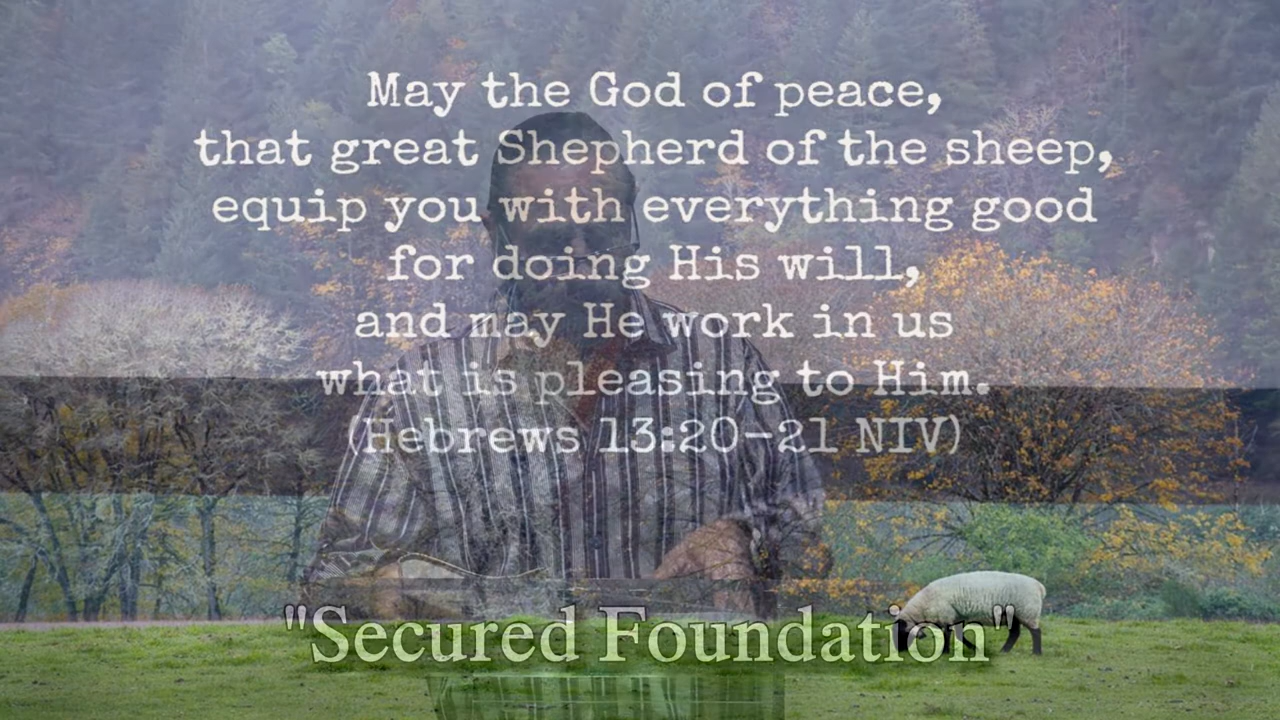 May the God of peace,
that great Shepherd of the sheep,
equip you with everything good
for doing His will,
and may He work in us
what is pleasing to Him.
(Hebrews 13:20-21 NIV)
"Secured Foundation"